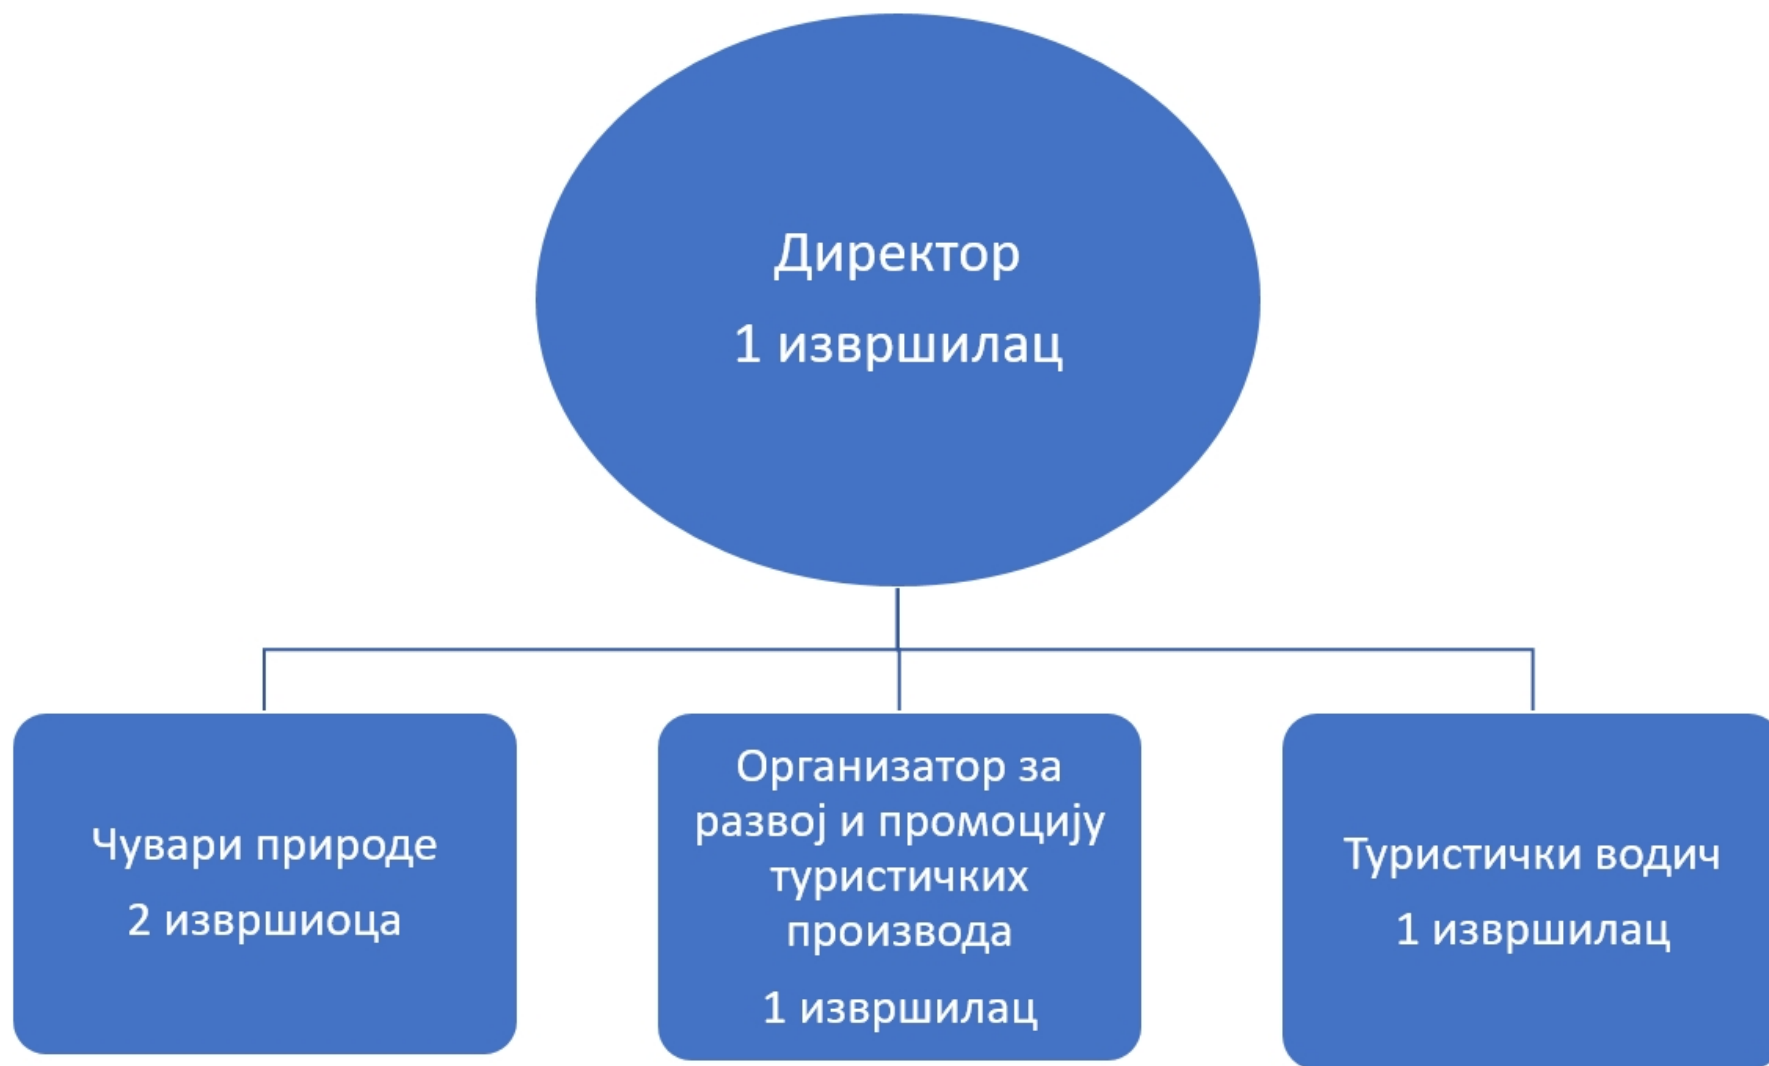 Директор
1 извршилац
Чувари природе
2 извршиоца
Организатор за
развој и промоцију
туристичких
производа
1 извршилац
Туристички водич
1 извршилац